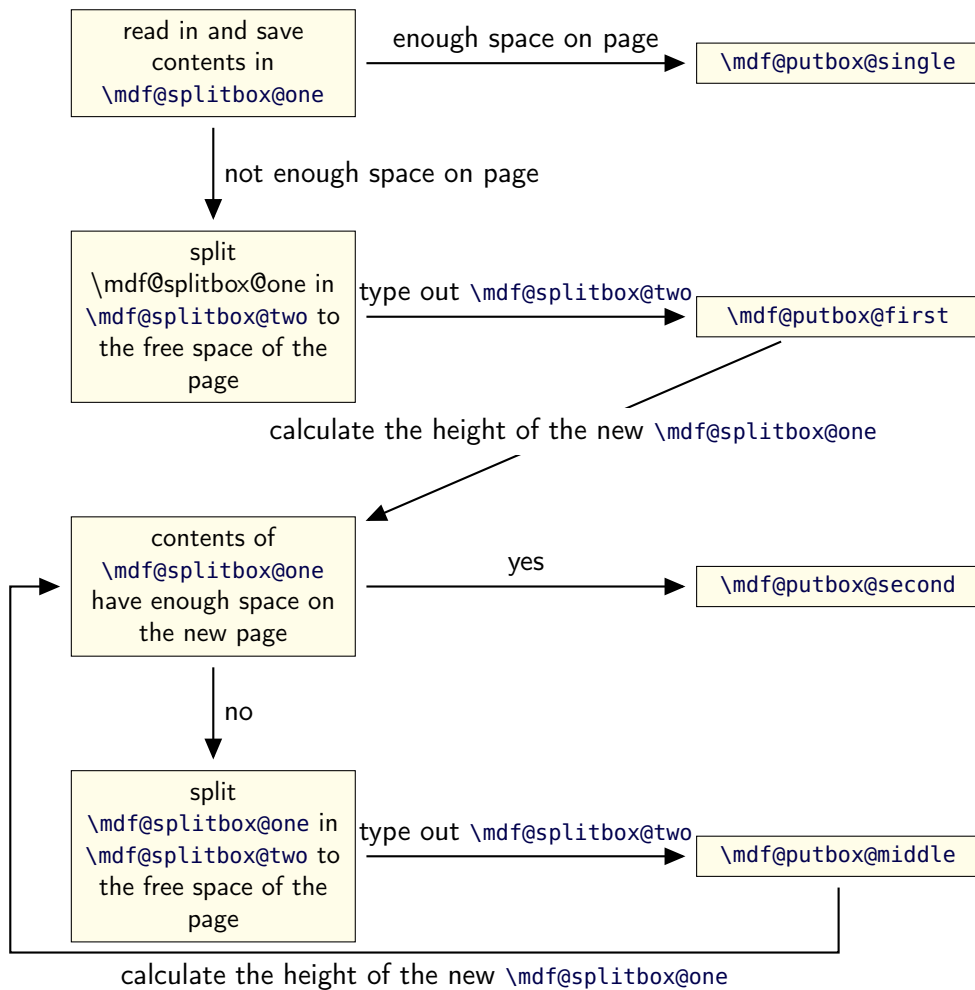 read in and save
contents in
\mdf@splitbox@one
enough space on page
\mdf@putbox@single
not enough space on page
split
\mdf@splitbox@one in
\mdf@splitbox@two to
the free space of the
page
type out \mdf@splitbox@two
\mdf@putbox@first
calculate the height of the new \mdf@splitbox@one
contents of
\mdf@splitbox@one
have enough space on
the new page
yes
\mdf@putbox@second
no
split
\mdf@splitbox@one in
\mdf@splitbox@two to
the free space of the
page
type out \mdf@splitbox@two
\mdf@putbox@middle
calculate the height of the new \mdf@splitbox@one